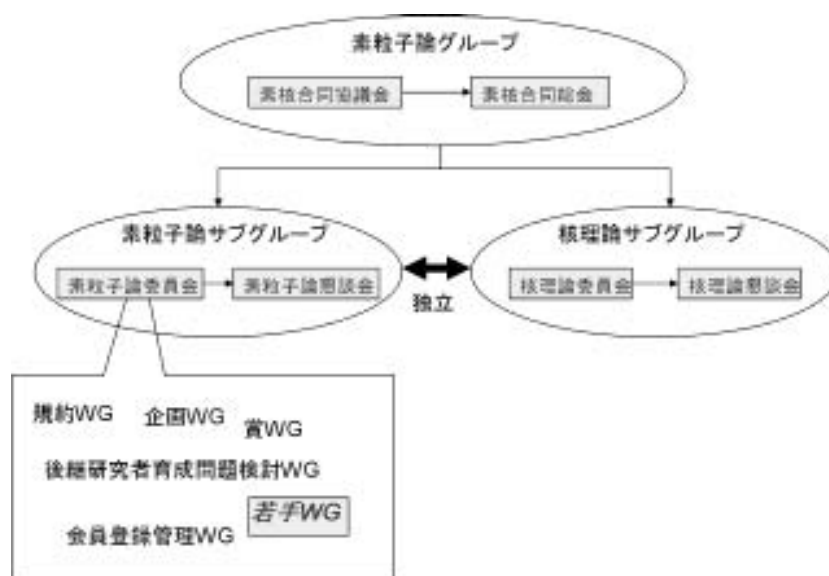 素粒子論グループ
素核合同協議会
素核合同総会
素粒子論サブグループ
核理論サブグループ
素粒子論委員会
素粒子論懇談会
独立
核理論委員会
核理論懇談会
規約WG
企画WG
賞WG
後継研究者育成問題検討WG
若手WG
会員登録管理WG